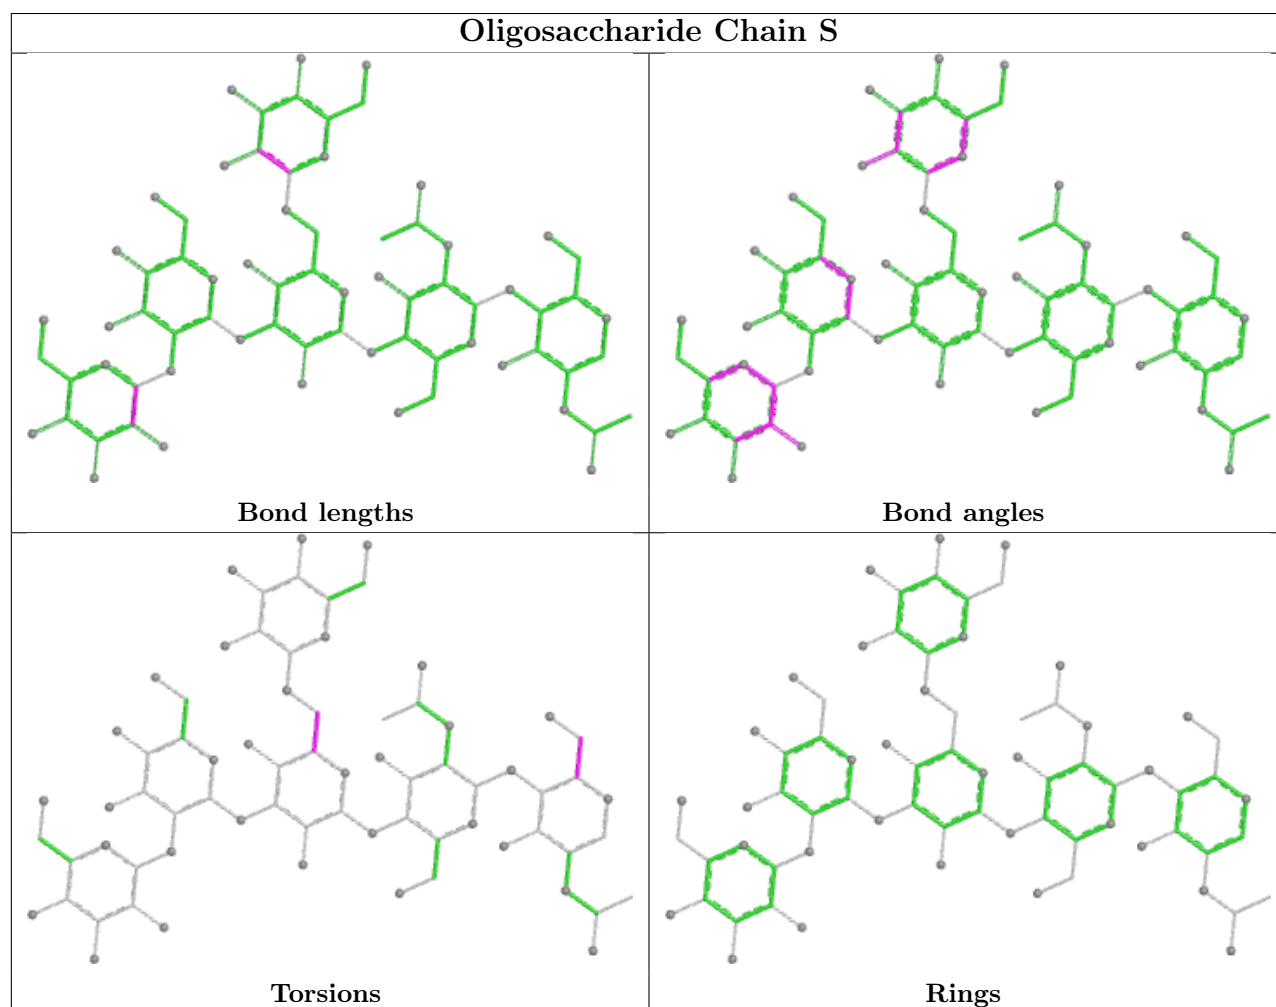 Oligosaccharide Chain S
Bond lengths
Bond angles
Torsions
Rings